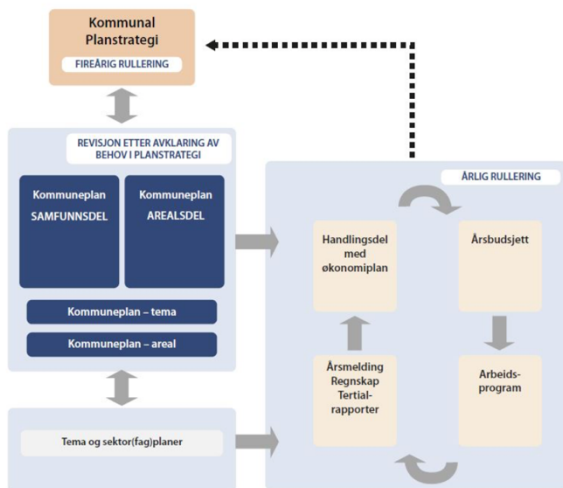 Kommunal
Planstrategi
FIREÅRIG RULLERING
REVISJON ETTER AVKLARING AV
BEHOV I PLANSTRATEGI
Kommuneplan
SAMFUNNSDEL
Kommuneplan
AREALSDEL
Kommuneplan – tema
Kommuneplan – areal
Tema og sektor(fag)planer
ÅRLIG RULLERING
Handlingsdel
med
økonomiplan
Årsbudsjett
Årsmelding
Regnskap
Tertial-
rapporter
Arbeids-
program